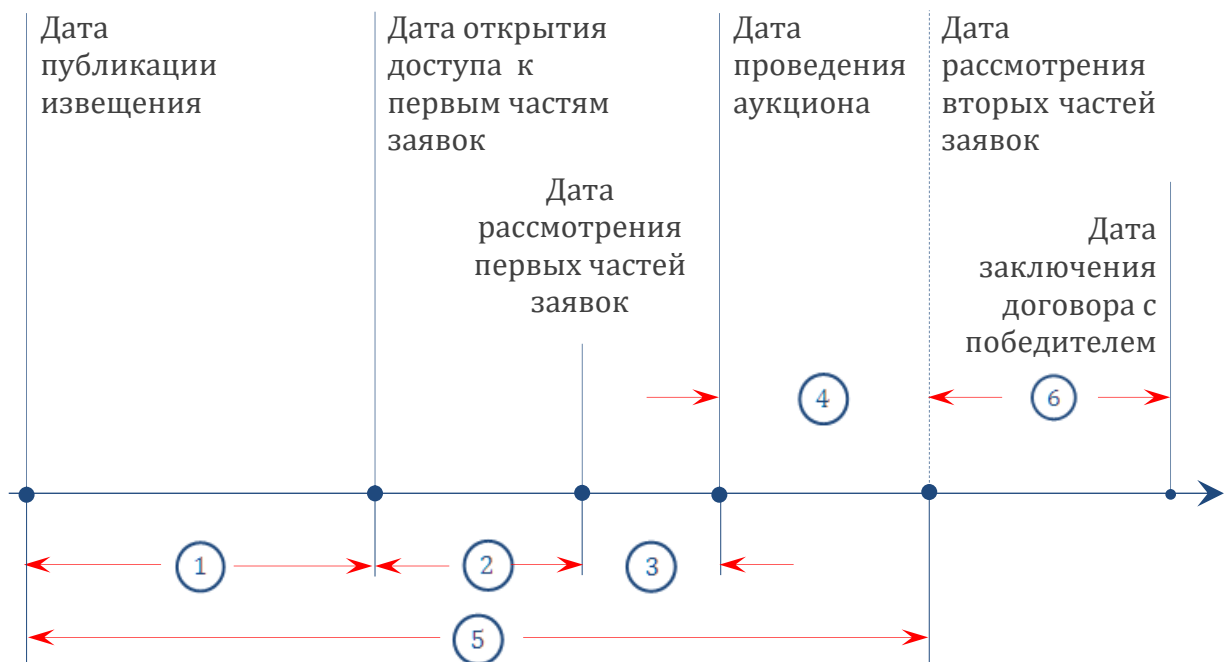 Дата
публикации
извещения
Дата открытия
доступа к
первым частям
заявок
Дата
рассмотрения
первых частей
заявок
Дата
проведения
аукциона
Дата
рассмотрения
вторых частей
заявок
Дата
заключения
договора с
победителем
4
6
1
2
3
5